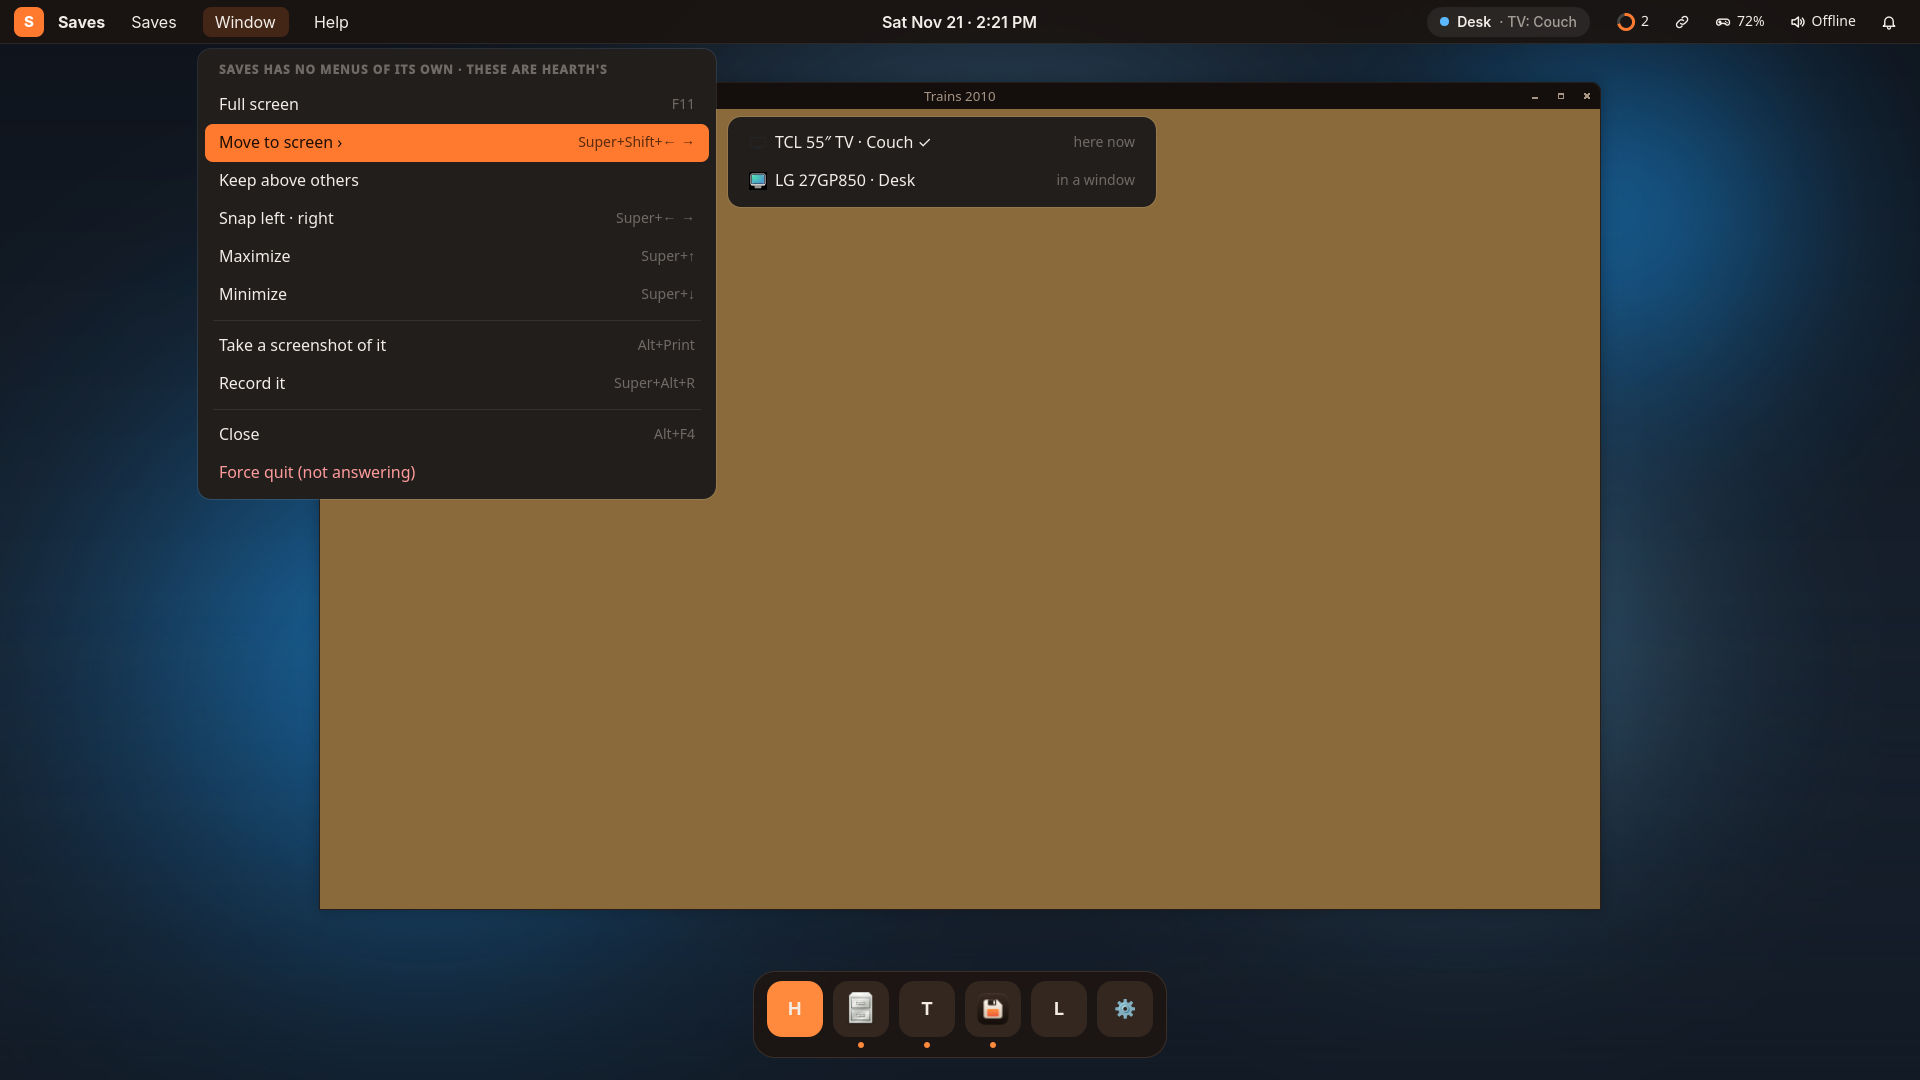 S Saves Saves Window Help Sat Nov 21 · 2:21 PM Desk · TV: Couch 2 72% Offline
SAVES HAS NO MENUS OF ITS OWN · THESE ARE HEARTH'S
Full screen F11
Move to screen › Super+Shift+← →
Keep above others
Snap left · right Super+← →
Maximize Super+↑
Minimize Super+↓
Take a screenshot of it Alt+Print
Record it Super+Alt+R
Close Alt+F4
Force quit (not answering)
Trains 2010
TCL 55″ TV · Couch ✓ here now
LG 27GP850 · Desk in a window
H T L